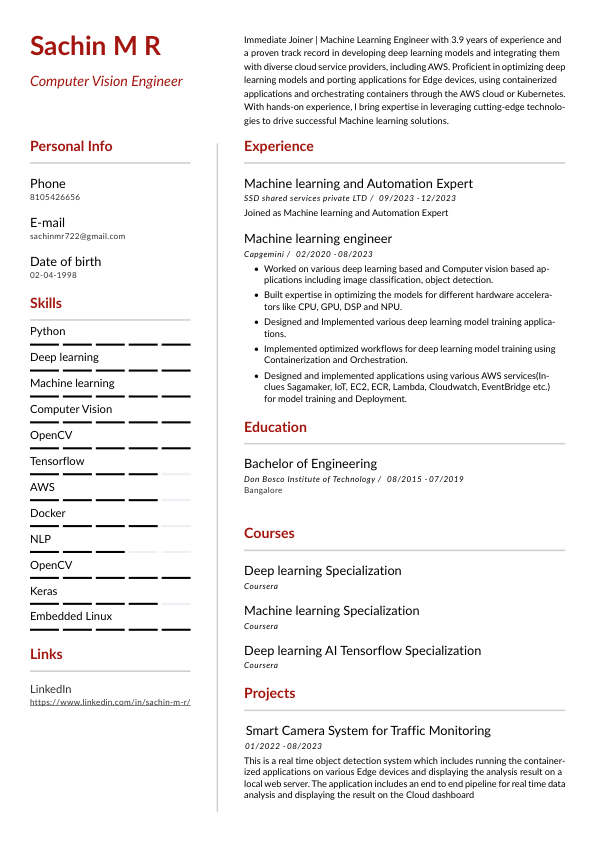 Sachin M R
Computer Vision Engineer
Immediate Joiner | Machine Learning Engineer with 3.9 years of experience and
a proven track record in developing deep learning models and integrating them
with diverse cloud service providers, including AWS. Proficient in optimizing deep
learning models and porting applications for Edge devices, using containerized
applications and orchestrating containers through the AWS cloud or Kubernetes.
With hands-on experience, I bring expertise in leveraging cutting-edge technolo-
gies to drive successful Machine learning solutions.
Personal Info
Phone
8105426656
E-mail
sachinmr722@gmail.com
Date of birth
02-04-1998
Skills
Python
Deep learning
Machine learning
Computer Vision
OpenCV
Tensorflow
AWS
Docker
NLP
OpenCV
Keras
Embedded Linux
Links
LinkedIn
https://www.linkedin.com/in/sachin-m-r/
Experience
Machine learning and Automation Expert
SSD shared services private LTD / 09/2023 -12/2023
Joined as Machine learning and Automation Expert
Machine learning engineer
Capgemini / 02/2020 -08/2023
• Worked on various deep learning based and Computer vision based ap-
plications including image classification, object detection.
• Built expertise in optimizing the models for different hardware accelera-
tors like CPU, GPU, DSP and NPU.
• Designed and Implemented various deep learning model training applica-
tions.
• Implemented optimized workflows for deep learning model training using
Containerization and Orchestration.
• Designed and implemented applications using various AWS services(In-
clues Sagamaker, IoT, EC2, ECR, Lambda, Cloudwatch, EventBridge etc.)
for model training and Deployment.
Education
Bachelor of Engineering
Don Bosco Institute of Technology / 08/2015 -07/2019
Bangalore
Courses
Deep learning Specialization
Coursera
Machine learning Specialization
Coursera
Deep learning AI Tensorflow Specialization
Coursera
Projects
Smart Camera System for Traffic Monitoring
01/2022 -08/2023
This is a real time object detection system which includes running the container-
ized applications on various Edge devices and displaying the analysis result on a
local web server. The application includes an end to end pipeline for real time data
analysis and displaying the result on the Cloud dashboard